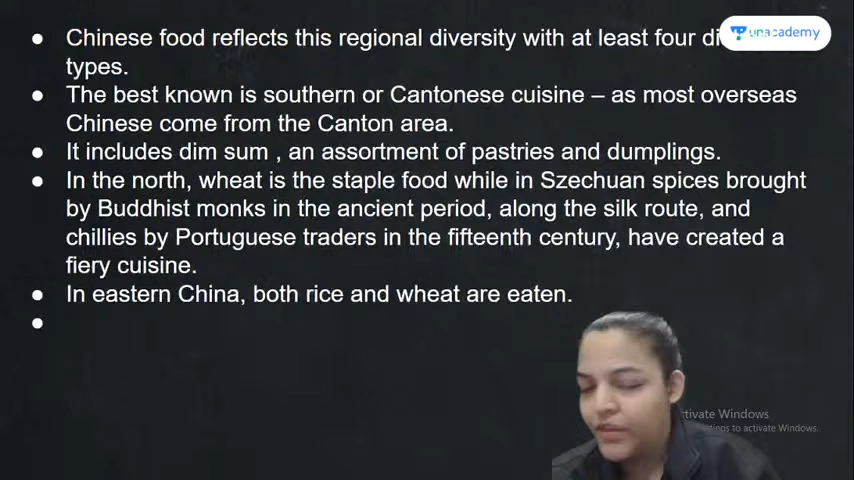 ● Chinese food reflects this regional diversity with at least four di
types.
● The best known is southern or Cantonese cuisine – as most overseas
Chinese come from the Canton area.
● It includes dim sum , an assortment of pastries and dumplings.
● In the north, wheat is the staple food while in Szechuan spices brought
by Buddhist monks in the ancient period, along the silk route, and
chillies by Portuguese traders in the fifteenth century, have created a
fiery cuisine.
● In eastern China, both rice and wheat are eaten.
●
unacademy
ctivate Windows
tings to activate Windows.